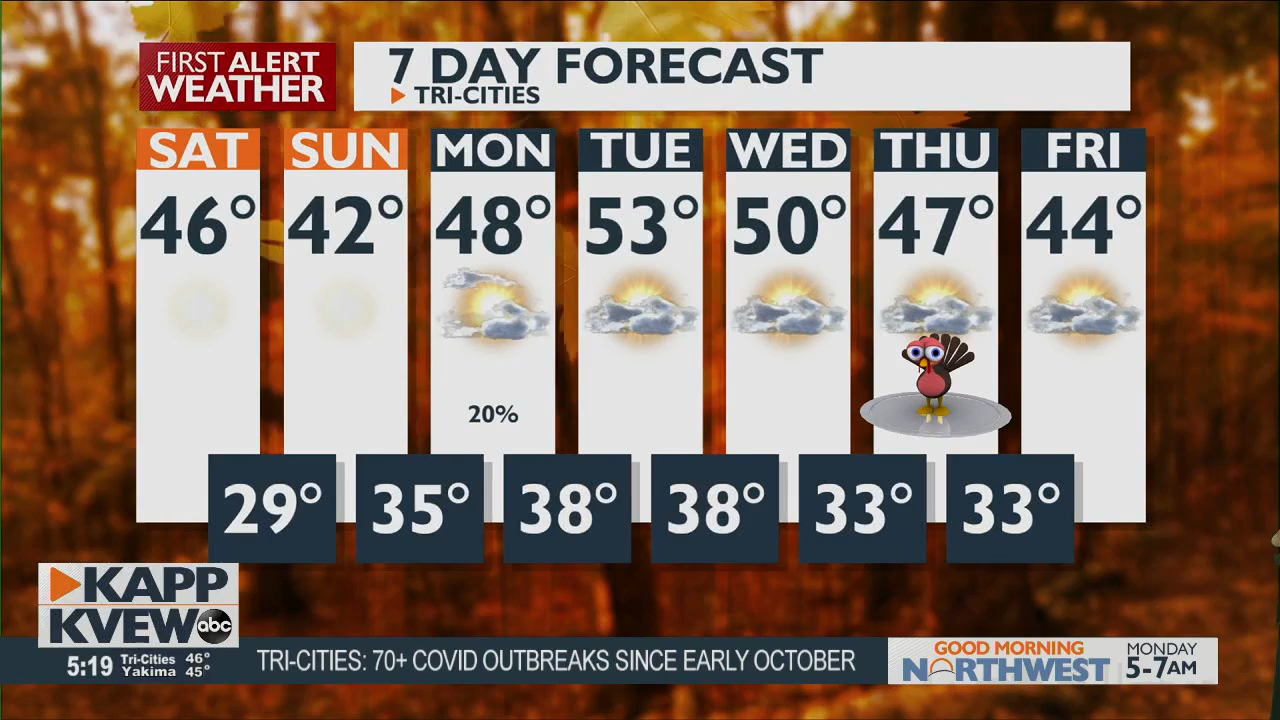 FIRST ALERT
WEATHER
7 DAY FORECAST
TRI-CITIES
SAT SUN MON TUE WED THU FRI
46° 42° 48° 53° 50° 47° 44°
20%
29° 35° 38° 38° 33° 33°
KAPP
KVEW abc
5:19
Tri-Cities 46°
Yakima 45°
TRI-CITIES: 70+ COVID OUTBREAKS SINCE EARLY OCTOBER
GOOD MORNING
NORTHWEST
MONDAY
5-7AM